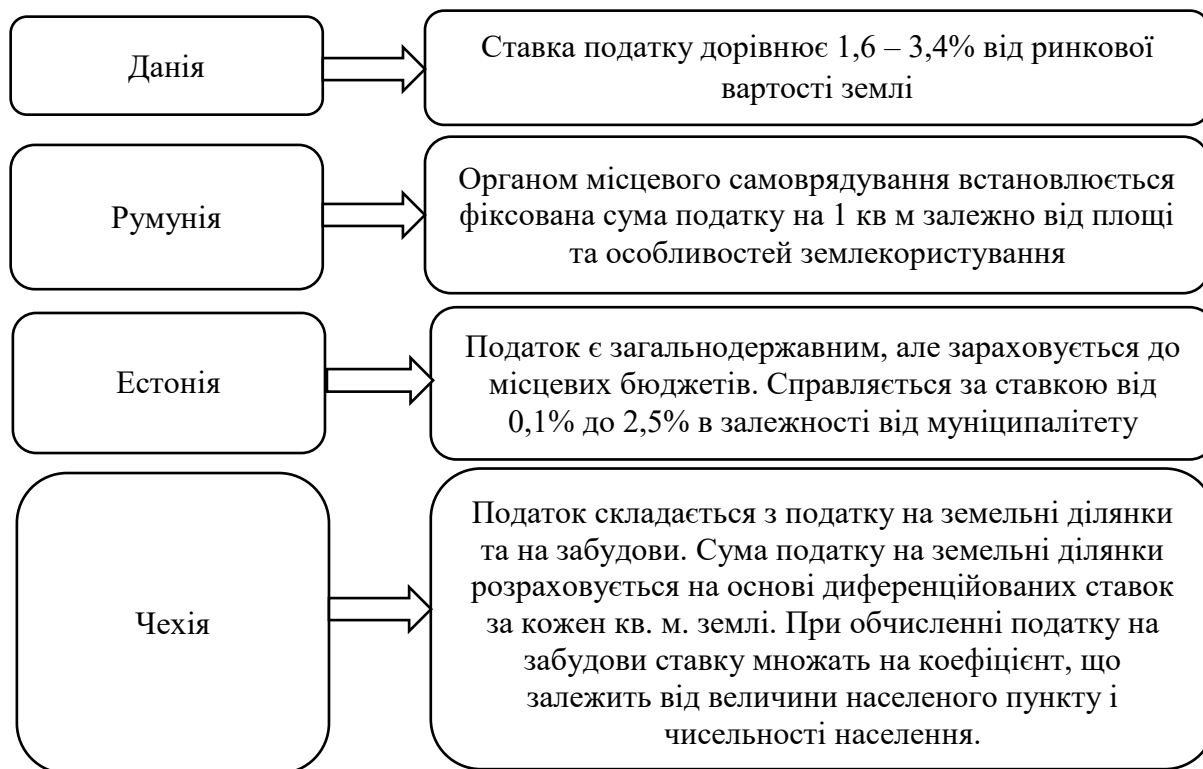 Данія
Ставка податку дорівнює 1,6 – 3,4% від ринкової
вартості землі
Румунія
Органом місцевого самоврядування встановлюється
фіксована сума податку на 1 кв м залежно від площі
та особливостей землекористування
Естонія
Податок є загальнодержавним, але зараховується до
місцевих бюджетів. Справляється за ставкою від
0,1% до 2,5% в залежності від муніципалітету
Чехія
Податок складається з податку на земельні ділянки
та на забудови. Сума податку на земельні ділянки
розраховується на основі диференційованих ставок
за кожен кв. м. землі. При обчисленні податку на
забудови ставку множать на коефіцієнт, що
залежить від величини населеного пункту і
чисельності населення.